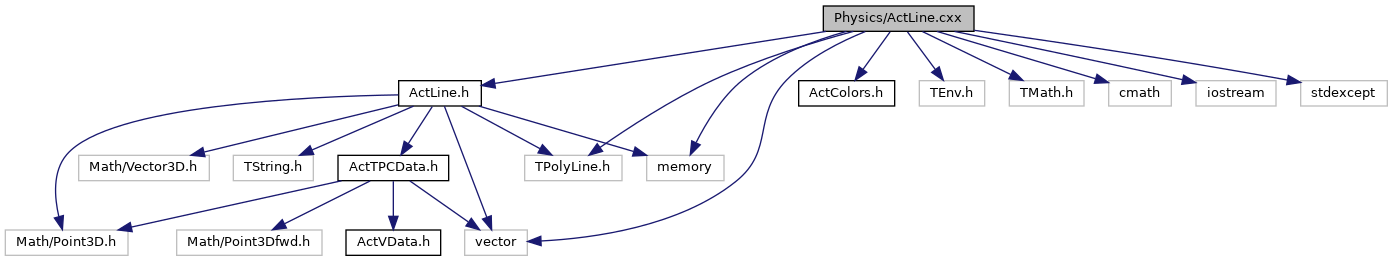 Physics/ActLine.cxx
ActLine.h
ActColors.h
TEnv.h
TMath.h
cmath
iostream
stdexcept
Math/Vector3D.h
TString.h
ActTPCData.h
TPolyLine.h
memory
Math/Point3D.h
Math/Point3Dfwd.h
ActVData.h
vector